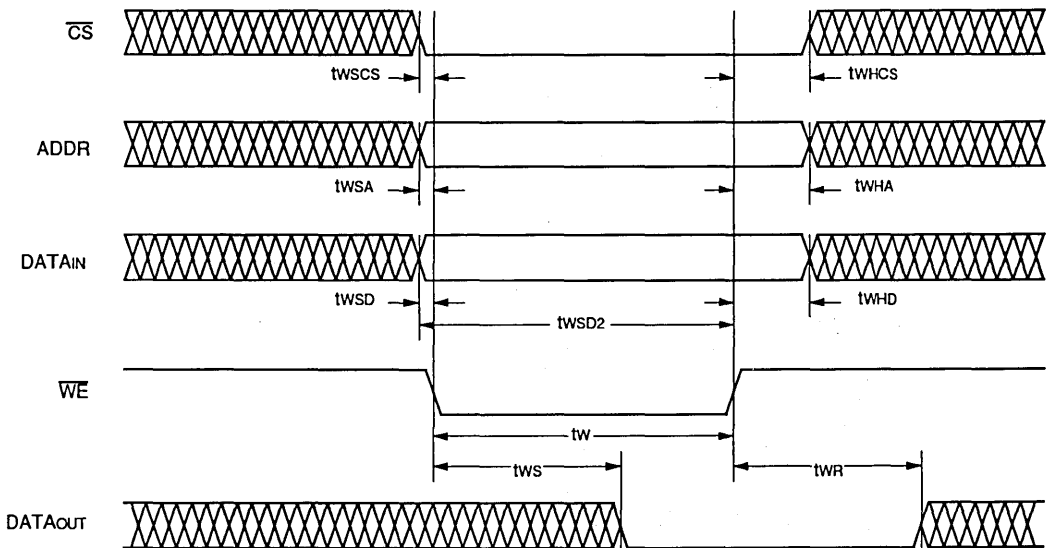 CS
tWSCS
tWHCS
ADDR
tWSA
tWHA
DATAIN
tWSD
tWHD
tWSD2
WE
tW
tWS
tWR
DATAOUT